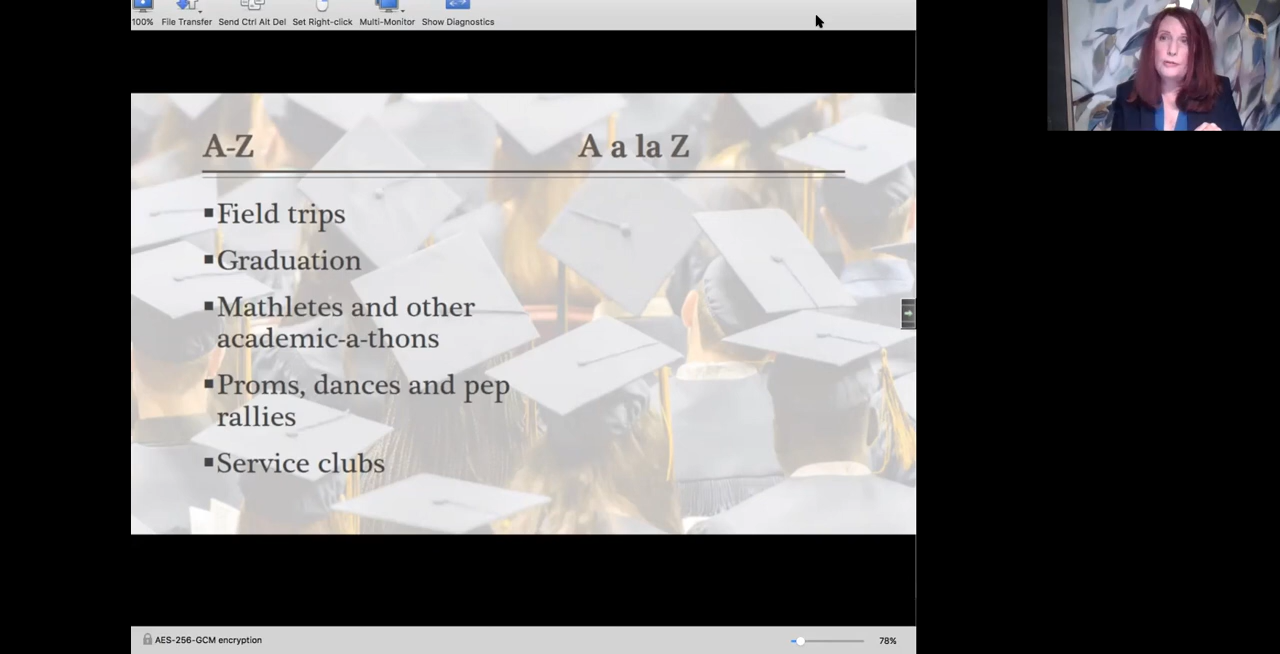 100% File Transfer Send Ctrl Alt Del Set Right-click Multi-Monitor Show Diagnostics
A-Z
A a la Z
▪Field trips
▪Graduation
▪Mathletes and other
academic-a-thons
▪Proms, dances and pep
rallies
▪Service clubs
AES-256-GCM encryption
78%